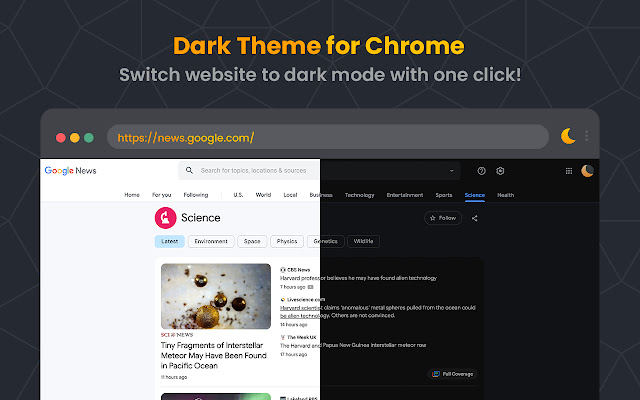 Dark Theme for Chrome
Switch website to dark mode with one click!
https://news.google.com/
Google News
Search for topics, locations & sources
Home For you Following U.S. World Local Business Technology Entertainment Sports Science Health
Science
Follow
Latest Environment Space Physics Genetics Wildlife
CBS News
Harvard professor believes he may have found alien technology
7 hours ago
Livescience.com
Harvard scientist claims 'anomalous' metal spheres pulled from the ocean could
be alien technology. Others are not convinced.
14 hours ago
SCI NEWS
The Week UK
Tiny Fragments of Interstellar
Meteor May Have Been Found
in Pacific Ocean
The Harvard and Papua New Guinea interstellar meteor row
17 hours ago
11 hours ago
Full Coverage
Lakeland PBS